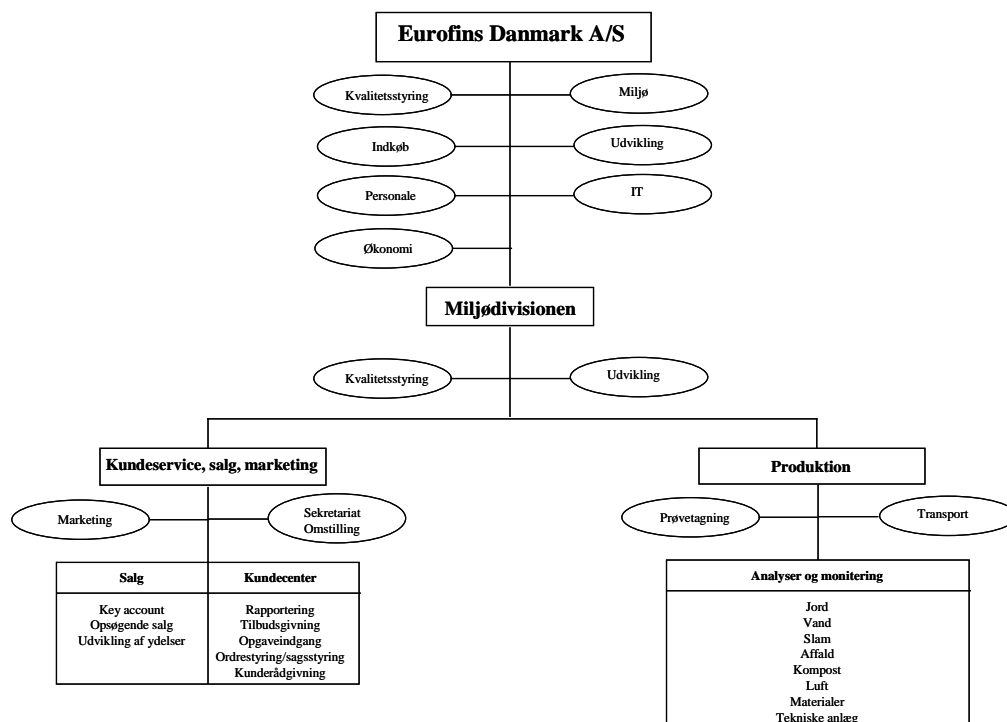 Eurofins Danmark A/S
Kvalitetsstyring
Miljø
Indkøb
Udvikling
Personale
IT
Økonomi
Miljødivisionen
Kvalitetsstyring
Udvikling
Kundeservice, salg, marketing
Produktion
Marketing
Sekretariat
Omstilling
Prøvetagning
Transport
Salg
Key account
Opsøgende salg
Udvikling af ydelser
Kundecenter
Rapportering
Tilbudsgivning
Opgaveindgang
Ordrestyring/sagsstyring
Kunderådgivning
Analyser og monitering
Jord
Vand
Slam
Affald
Kompost
Luft
Materialer
Tekniske anlæg